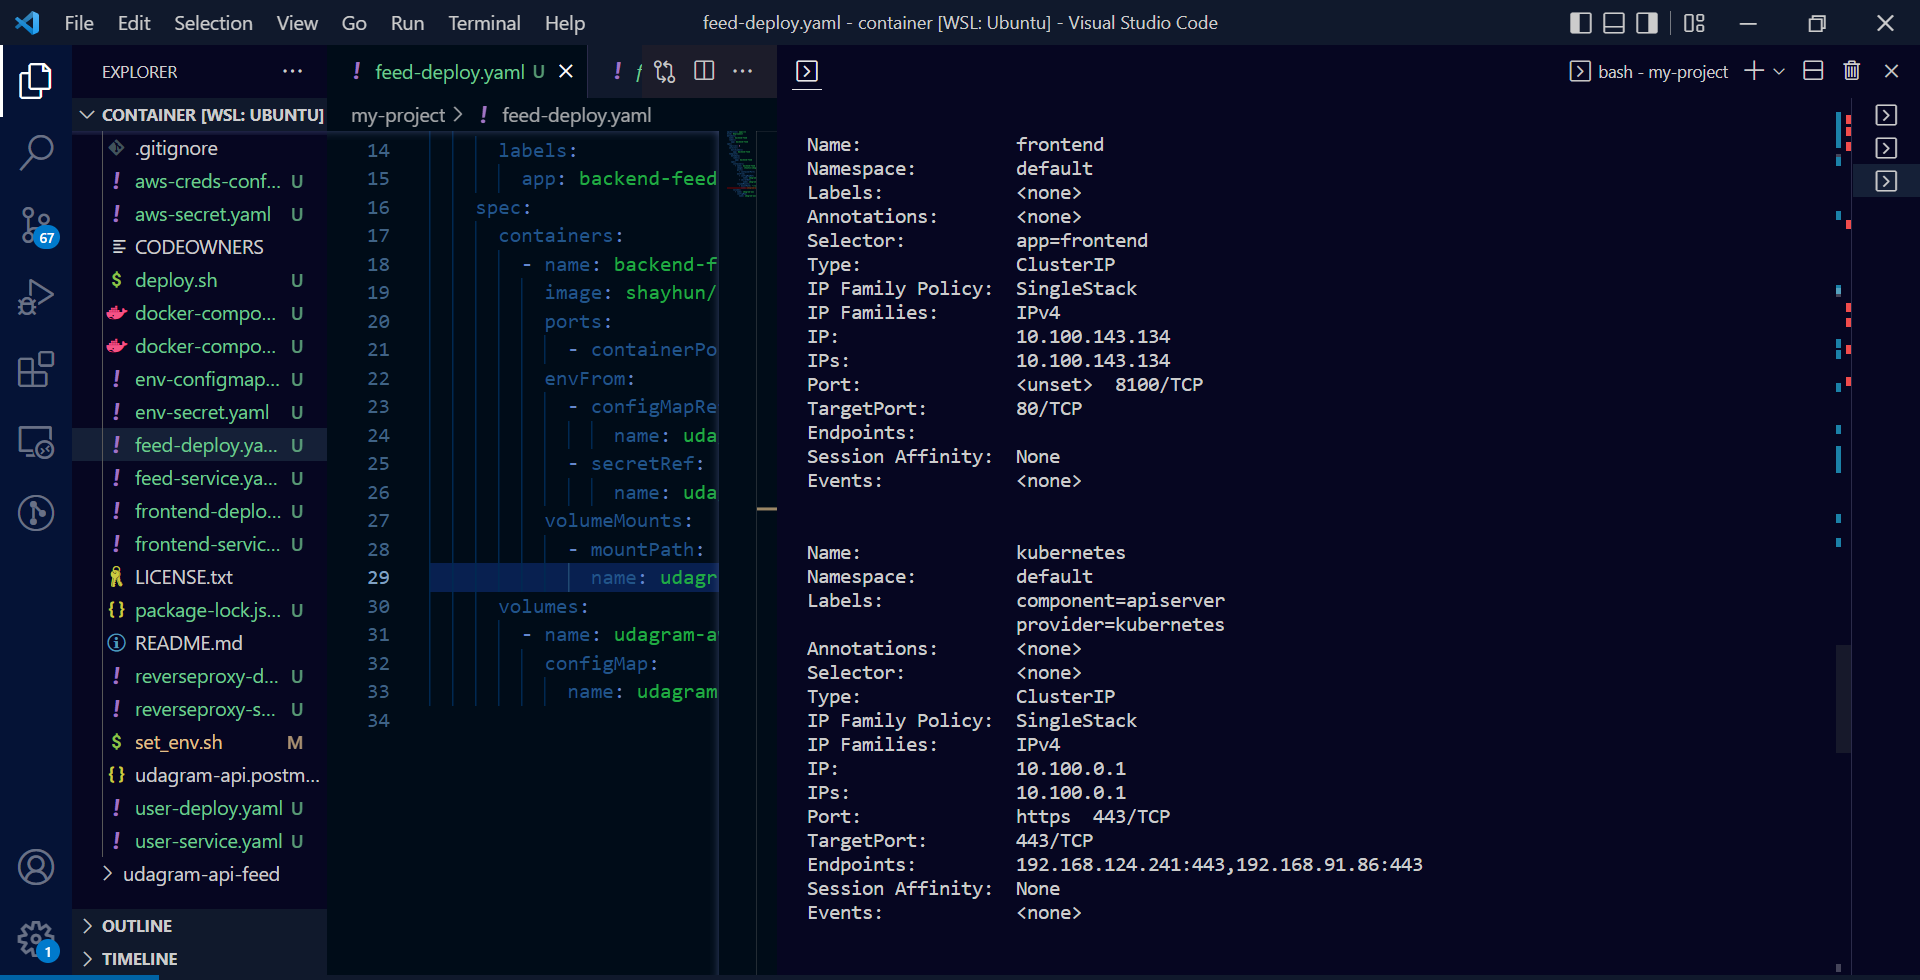 File Edit Selection View Go Run Terminal Help
feed-deploy.yaml - container [WSL: Ubuntu] - Visual Studio Code
EXPLORER
CONTAINER [WSL: UBUNTU]
.gitignore
aws-creds-conf... U
aws-secret.yaml U
CODEOWNERS
deploy.sh U
docker-compo... U
docker-compo... U
env-configmap... U
env-secret.yaml U
feed-deploy.ya... U
feed-service.ya... U
frontend-deplo... U
frontend-servic... U
LICENSE.txt
package-lock.js... U
README.md
reverseproxy-d... U
reverseproxy-s... U
set_env.sh M
udagram-api.postm...
user-deploy.yaml U
user-service.yaml U
udagram-api-feed
OUTLINE
TIMELINE
67
1
feed-deploy.yaml U
my-project > ! feed-deploy.yaml
14 labels:
15 app: backend-feed
16 spec:
17 containers:
18 - name: backend-f
19 image: shayhun/
20 ports:
21 - containerPo
22 envFrom:
23 - configMapRe
24 name: uda
25 - secretRef:
26 name: uda
27 volumeMounts:
28 - mountPath:
29 name: udagr
30 volumes:
31 - name: udagram-a
32 configMap:
33 name: udagram
34
bash - my-project
Name: frontend
Namespace: default
Labels: <none>
Annotations: <none>
Selector: app=frontend
Type: ClusterIP
IP Family Policy: SingleStack
IP Families: IPv4
IP: 10.100.143.134
IPs: 10.100.143.134
Port: <unset> 8100/TCP
TargetPort: 80/TCP
Endpoints:
Session Affinity: None
Events: <none>
Name: kubernetes
Namespace: default
Labels: component=apiserver
provider=kubernetes
Annotations: <none>
Selector: <none>
Type: ClusterIP
IP Family Policy: SingleStack
IP Families: IPv4
IP: 10.100.0.1
IPs: 10.100.0.1
Port: https 443/TCP
TargetPort: 443/TCP
Endpoints: 192.168.124.241:443,192.168.91.86:443
Session Affinity: None
Events: <none>